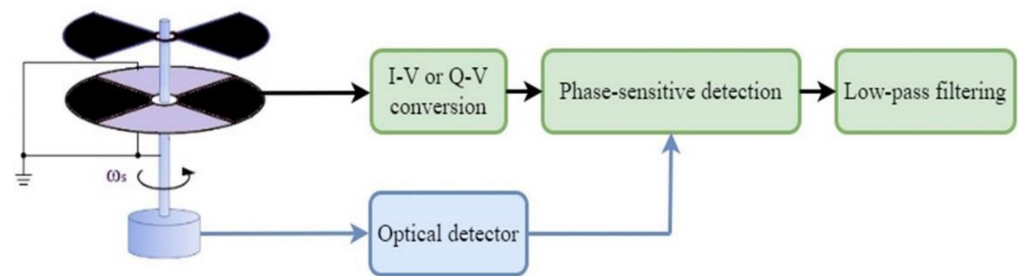 I-V or Q-V
conversion
Phase-sensitive detection
Low-pass filtering
ωs
Optical detector